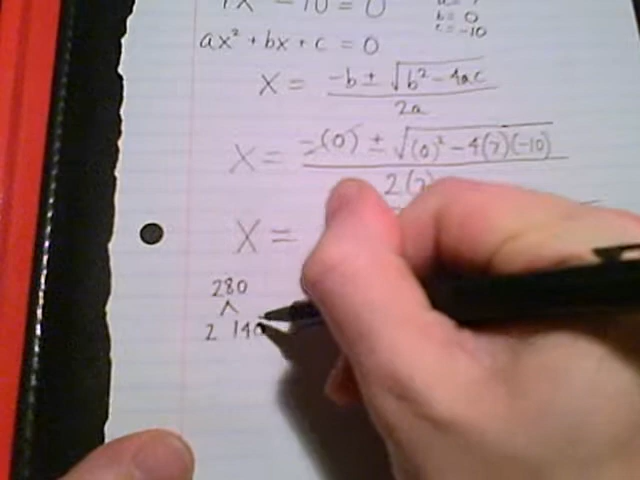 7x² - 10 = 0
b = 0
c = -10
ax² + bx + c = 0
x = -b ± √b² - 4ac / 2a
x = -(0) ± √(0)² - 4(7)(-10) / 2(7)
x =
280
2 140